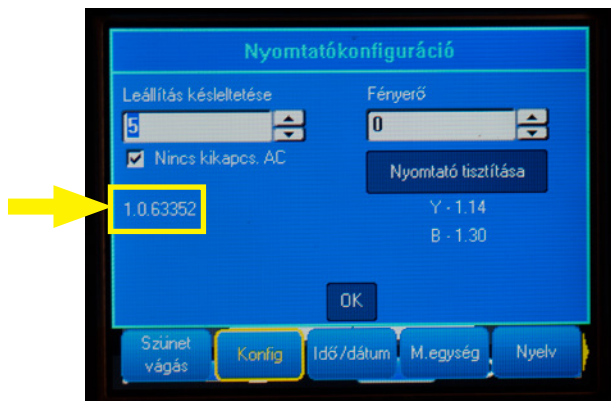 Nyomtatókonfiguráció
Leállítás késleltetése
Fényerő
5
0
Nincs kikapcs. AC
Nyomtató tisztítása
1.0.63352
Y - 1.14
B - 1.30
OK
Szünet
vágás
Konfig
Idő/dátum
M.egység
Nyelv